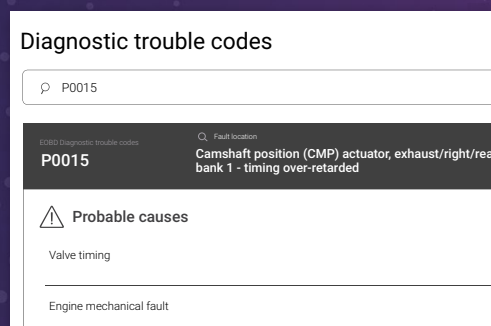 Diagnostic trouble codes
P0015
EOBD Diagnostic trouble codes
P0015
Fault location
Camshaft position (CMP) actuator, exhaust/right/rea
bank 1 - timing over-retarded
Probable causes
Valve timing
Engine mechanical fault